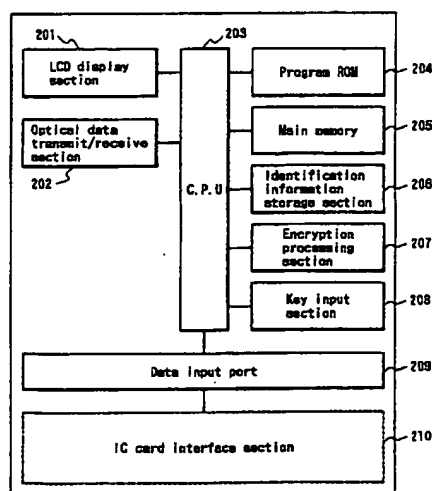 201
LCD display
section
Optical data
transmit/receive
section
202
203
C.P.U
Program ROM
204
Main memory
205
Identification
information
storage section
206
Encryption
processing
section
207
Key input
section
208
Data input port
209
IC card interface section
210